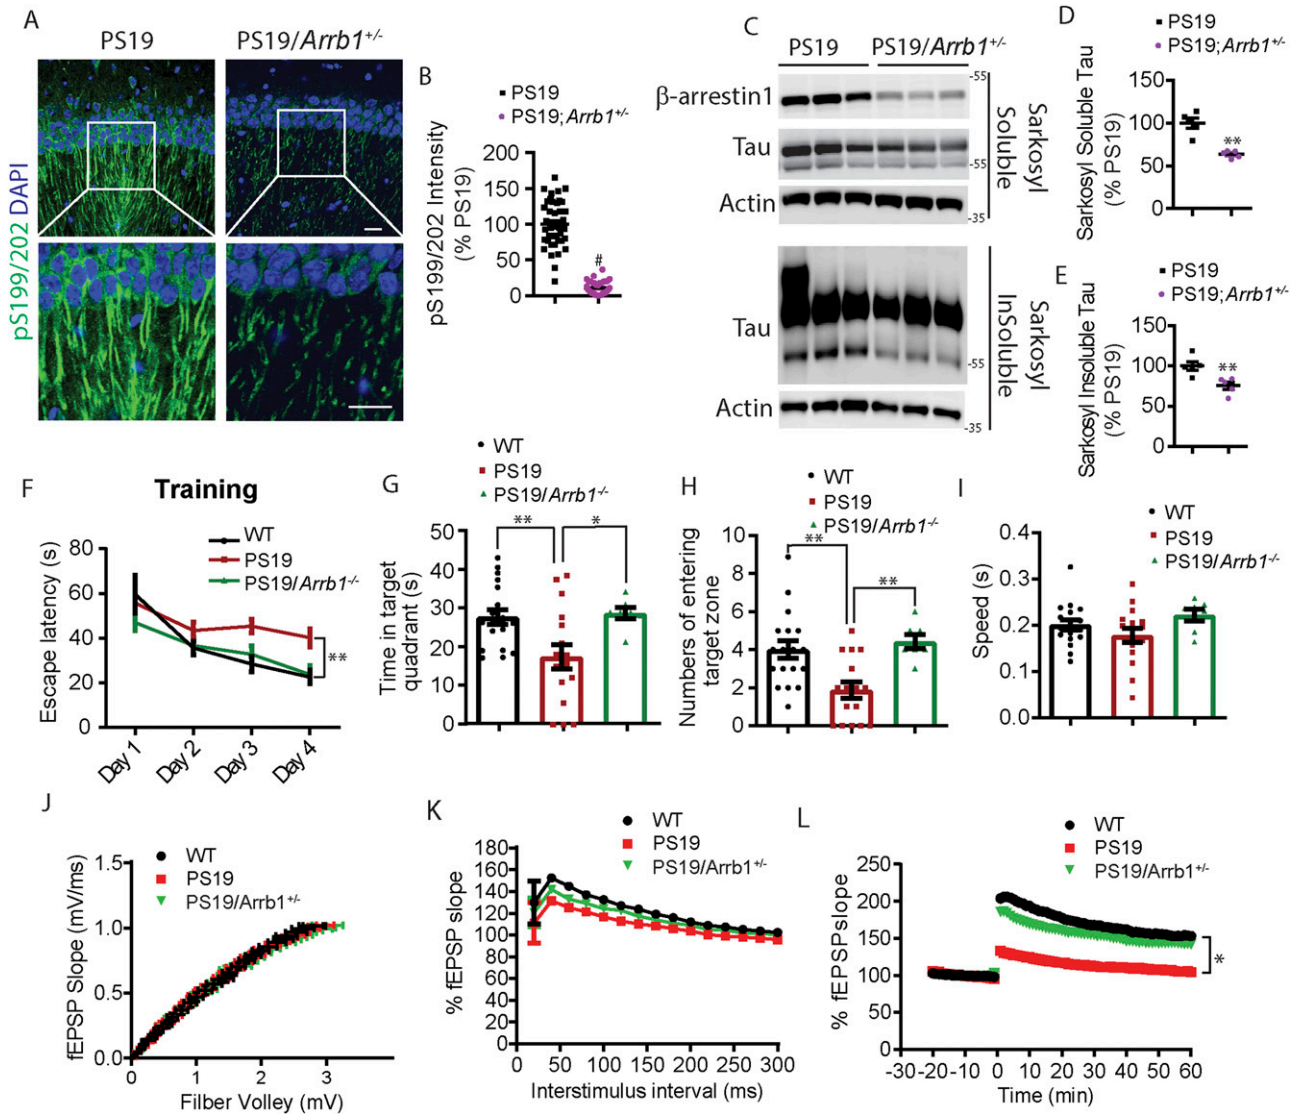 A
PS19
PS19/Arrb1+/-
pS199/202 DAPI
B
PS19
PS19;Arrb1+/-
pS199/202 Intensity
(% PS19)
200
150
100
50
0
#
C
PS19
PS19/Arrb1+/-
β-arrestin1
Tau
Actin
-55
-55
-35
Sarkosyl
Soluble
Tau
Actin
-55
-35
Sarkosyl
InSoluble
D
PS19
PS19;Arrb1+/-
Sarkosyl Soluble Tau
(% PS19)
150
100
50
0
**
E
PS19
PS19;Arrb1+/-
Sarkosyl Insoluble Tau
(% PS19)
150
100
50
0
**
F
Training
WT
PS19
PS19/Arrb1-/-
Escape latency (s)
80
60
40
20
0
**
Day 1
Day 2
Day 3
Day 4
G
WT
PS19
PS19/Arrb1-/-
Time in target
quadrant (s)
50
40
30
20
10
0
**
*
H
WT
PS19
PS19/Arrb1-/-
Numbers of entering
target zone
10
8
6
4
2
0
**
**
I
WT
PS19
PS19/Arrb1-/-
Speed (s)
0.4
0.3
0.2
0.1
0.0
J
WT
PS19
PS19/Arrb1+/-
fEPSP Slope (mV/ms)
1.5
1.0
0.5
0.0
0 1 2 3
Filber Volley (mV)
K
WT
PS19
PS19/Arrb1+/-
% fEPSP slope
180
160
140
120
100
80
60
40
20
0
0 50 100 150 200 250 300
Interstimulus interval (ms)
L
WT
PS19
PS19/Arrb1+/-
% fEPSP slope
250
200
150
100
50
0
*
-30 -20 -10 0 10 20 30 40 50 60
Time (min)